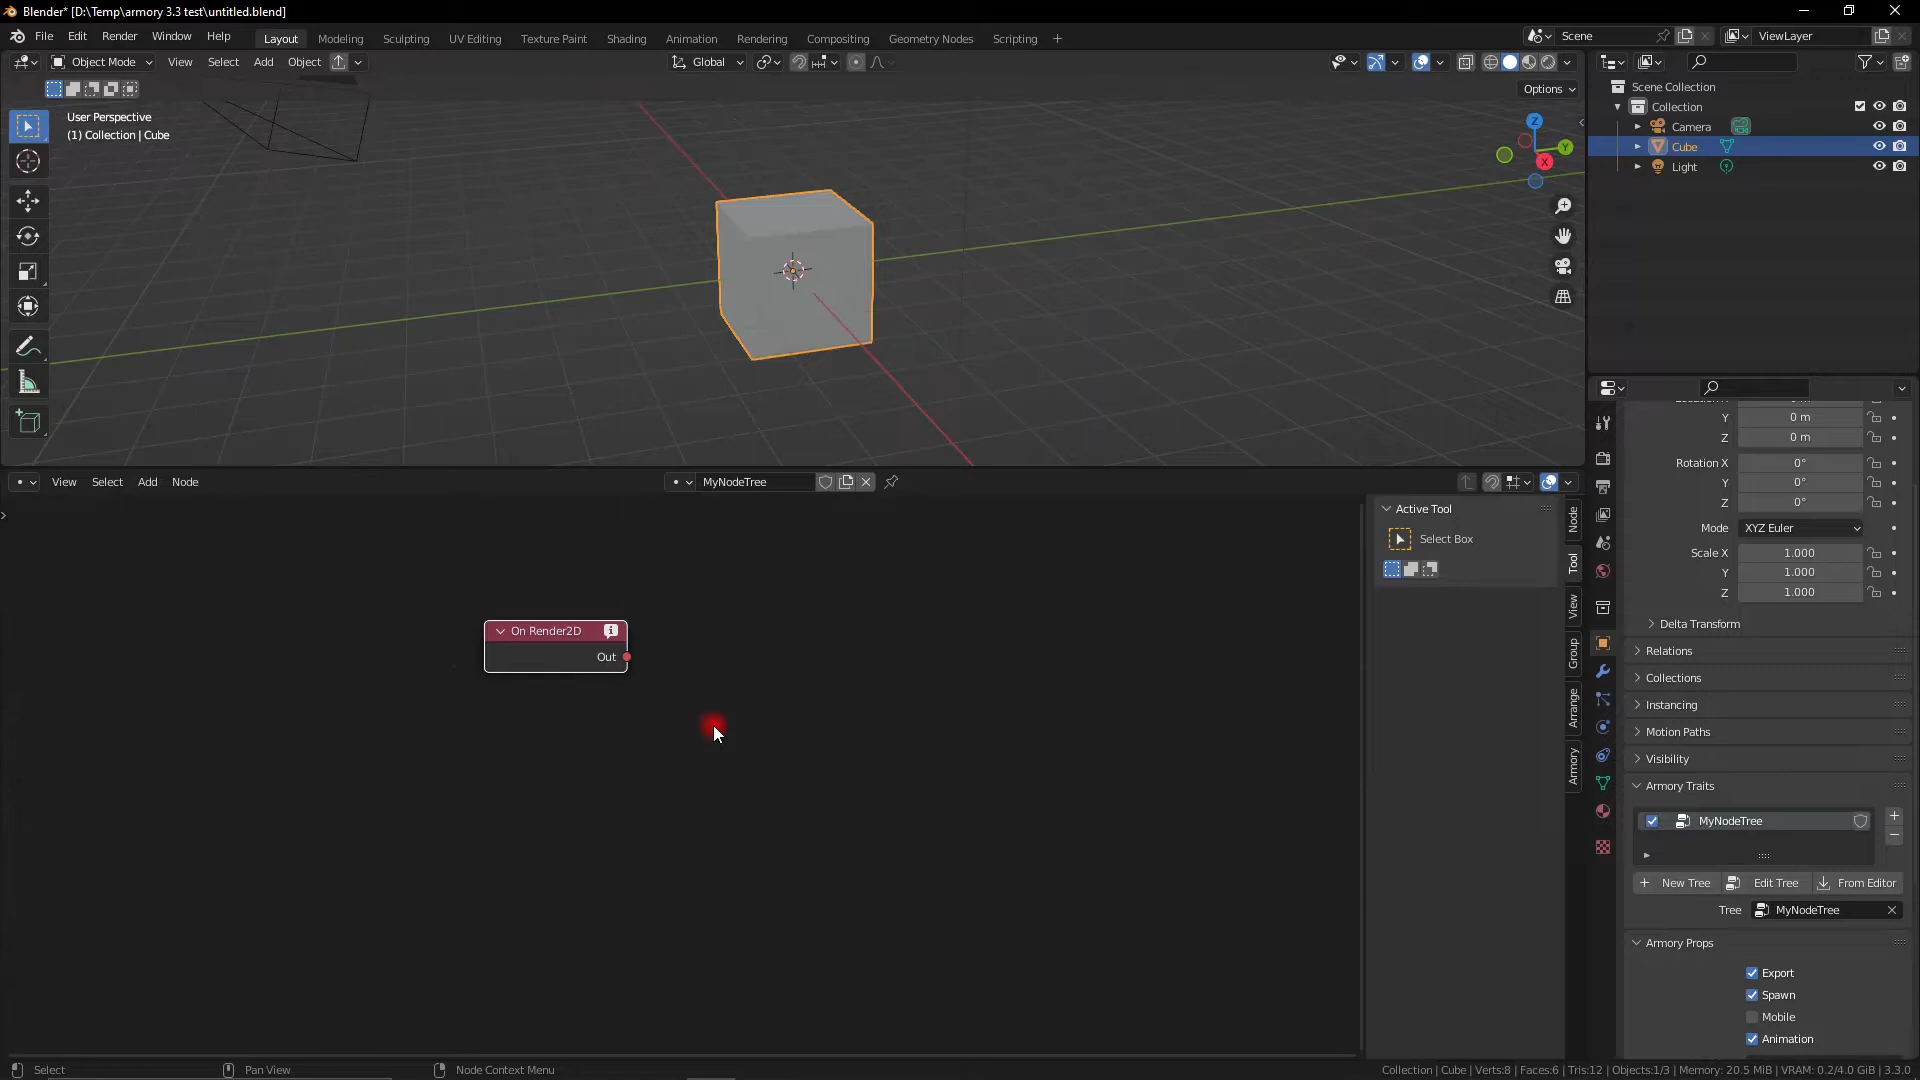 Blender* [D:\Temp\armory 3.3 test\untitled.blend]
File Edit Render Window Help Layout Modeling Sculpting UV Editing Texture Paint Shading Animation Rendering Compositing Geometry Nodes Scripting + Scene ViewLayer
Object Mode View Select Add Object Global
Options
User Perspective
(1) Collection | Cube
Z
Y
X
Scene Collection
Collection
Camera
Cube
Light
View Select Add Node MyNodeTree
Active Tool
Select Box
Node
Tool
View
Group
Arrange
Armory
On Render2D
Out
0 m
Y 0 m
Z 0 m
Rotation X 0°
Y 0°
Z 0°
Mode XYZ Euler
Scale X 1.000
Y 1.000
Z 1.000
Delta Transform
Relations
Collections
Instancing
Motion Paths
Visibility
Armory Traits
MyNodeTree
+ New Tree Edit Tree From Editor
Tree MyNodeTree
Armory Props
Export
Spawn
Mobile
Animation
Select Pan View Node Context Menu Collection | Cube | Verts:8 | Faces:6 | Tris:12 | Objects:1/3 | Memory: 20.5 MiB | VRAM: 0.2/4.0 GiB | 3.3.0